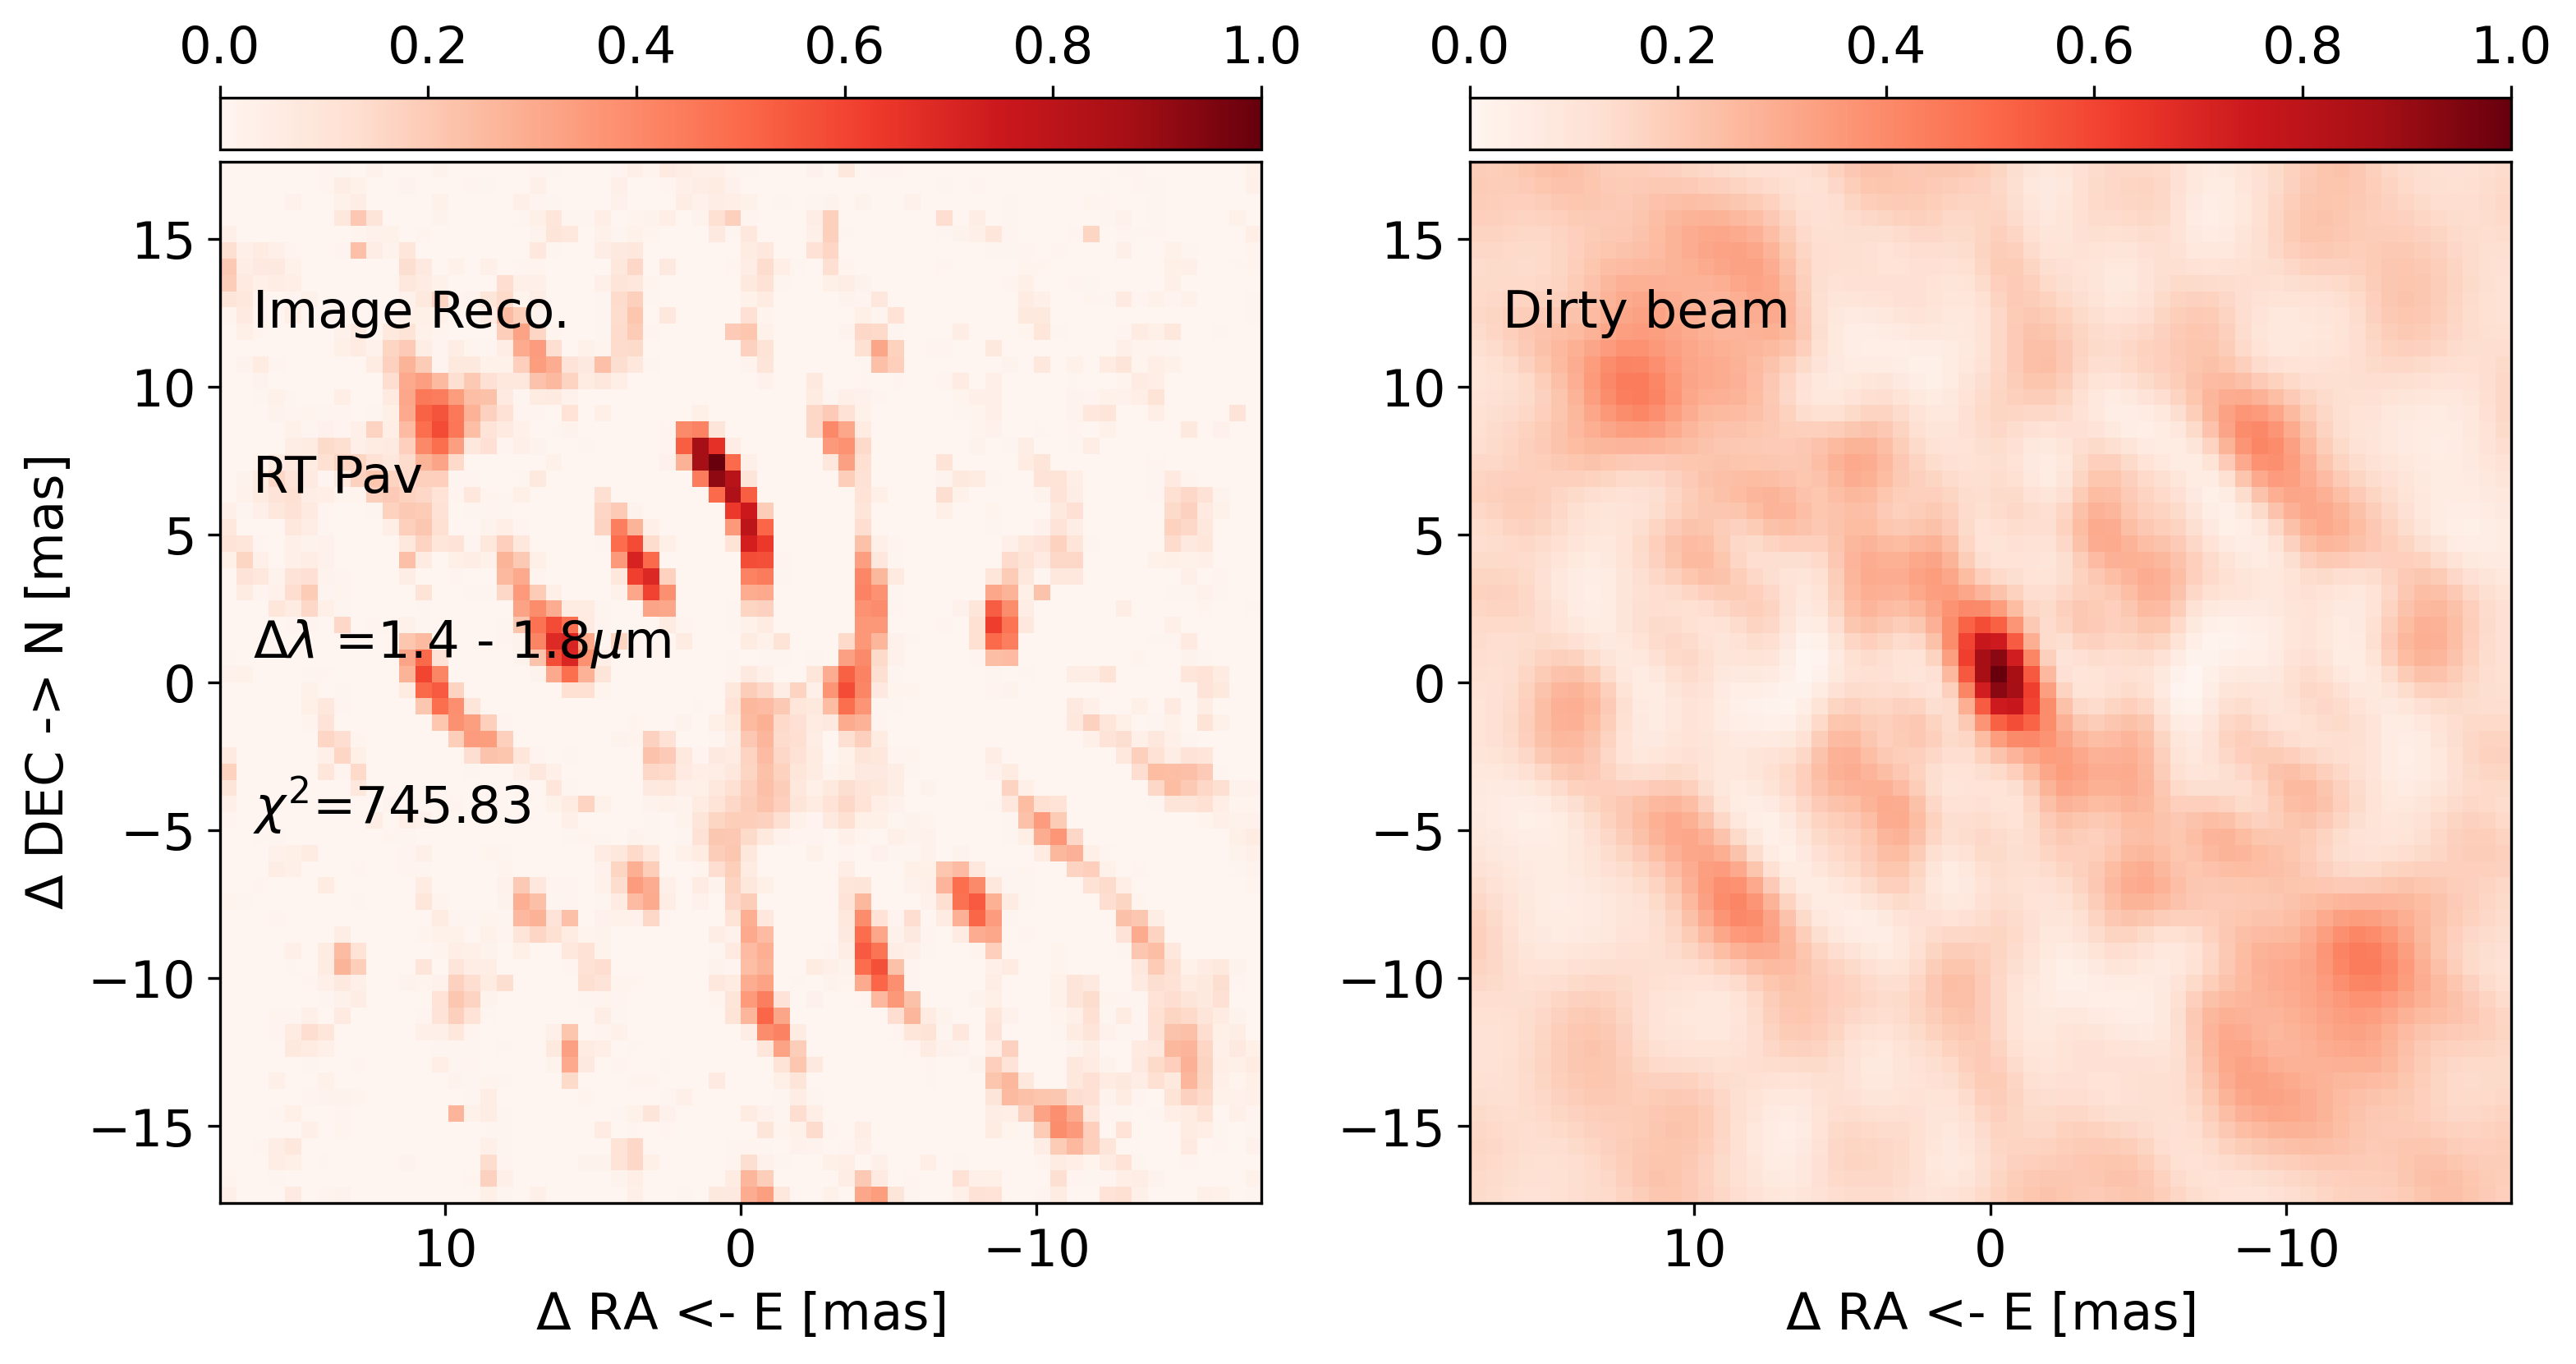 0.0 0.2 0.4 0.6 0.8 1.0
0.0 0.2 0.4 0.6 0.8 1.0
Image Reco.
RT Pav
Δλ =1.4 - 1.8μm
χ²=745.83
15
10
5
0
−5
−10
−15
Δ DEC -> N [mas]
10 0 −10
Δ RA <- E [mas]
Dirty beam
15
10
5
0
−5
−10
−15
10 0 −10
Δ RA <- E [mas]